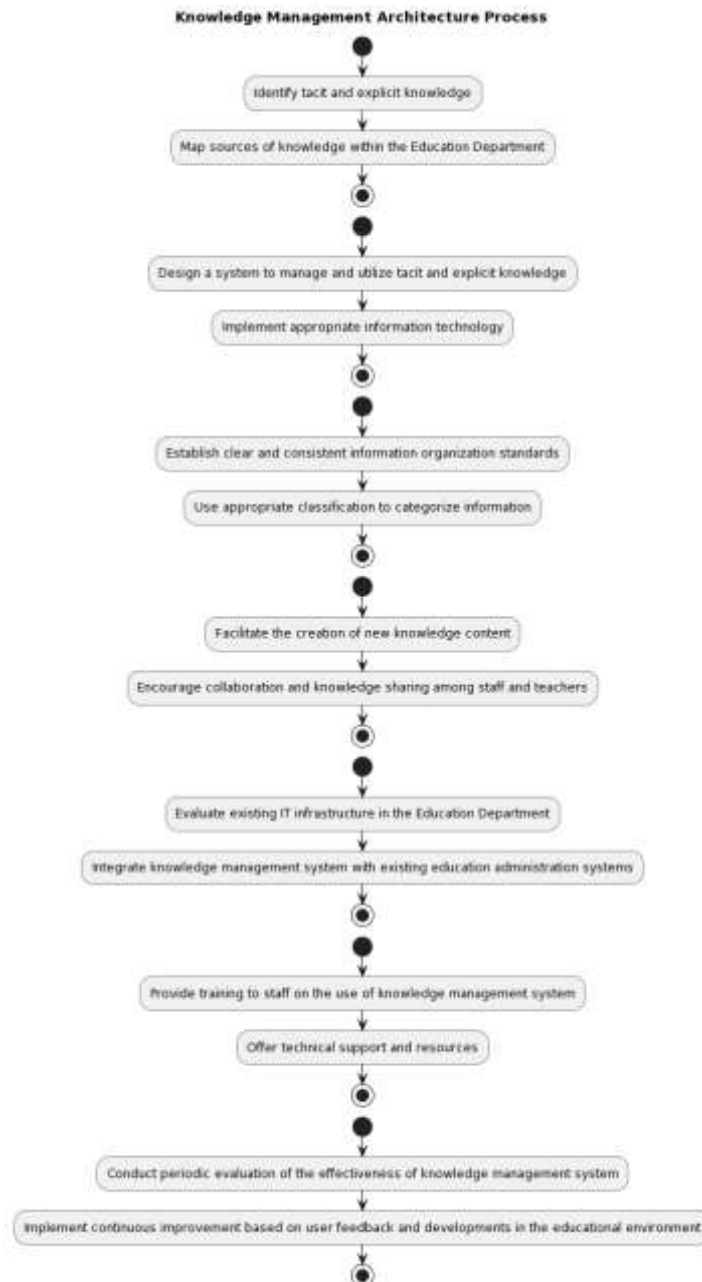 Knowledge Management Architecture Process
Identify tacit and explicit knowledge
Map sources of knowledge within the Education Department
Design a system to manage and utilize tacit and explicit knowledge
Implement appropriate information technology
Establish clear and consistent information organization standards
Use appropriate classification to categorize information
Facilitate the creation of new knowledge content
Encourage collaboration and knowledge sharing among staff and teachers
Evaluate existing IT infrastructure in the Education Department
Integrate knowledge management system with existing education administration systems
Provide training to staff on the use of knowledge management system
Offer technical support and resources
Conduct periodic evaluation of the effectiveness of knowledge management system
Implement continuous improvement based on user feedback and developments in the educational environment